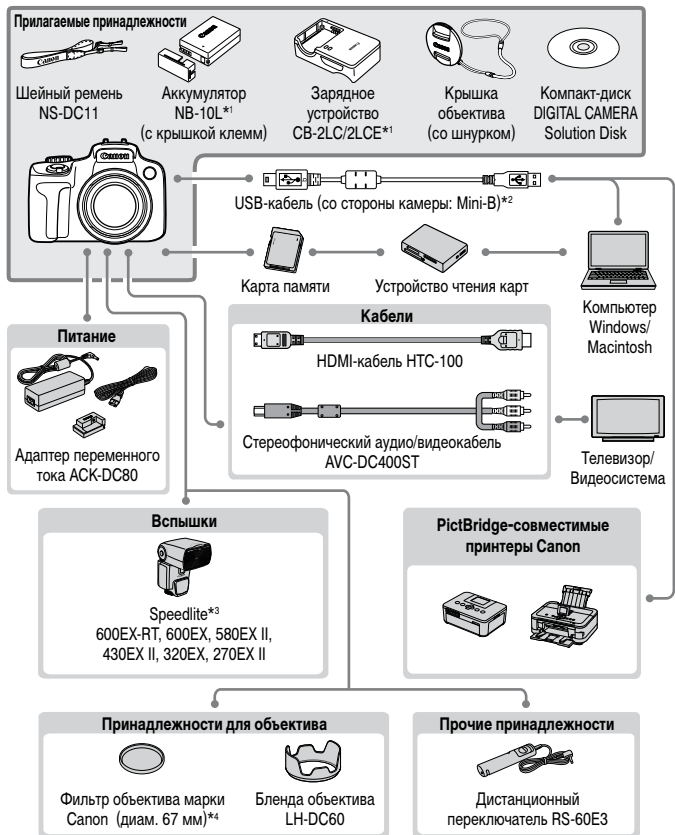 Прилагаемые принадлежности
Canon
Canon
Canon
Шейный ремень
NS-DC11
Аккумулятор
NB-10L*1
(с крышкой клемм)
Зарядное
устройство
CB-2LC/2LCE*1
Крышка
объектива
(со шнурком)
Компакт-диск
DIGITAL CAMERA
Solution Disk
Canon
USB-кабель (со стороны камеры: Mini-B)*2
Карта памяти
Устройство чтения карт
Компьютер
Windows/
Macintosh
Кабели
HDMI-кабель HTC-100
Стереофонический аудио/видеокабель
AVC-DC400ST
Питание
Адаптер переменного
тока ACK-DC80
Телевизор/
Видеосистема
Вспышки
Speedlite*3
600EX-RT, 600EX, 580EX II,
430EX II, 320EX, 270EX II
PictBridge-совместимые
принтеры Canon
Принадлежности для объектива
Фильтр объектива марки
Canon (диам. 67 мм)*4
Бленда объектива
LH-DC60
Прочие принадлежности
Дистанционный
переключатель RS-60E3